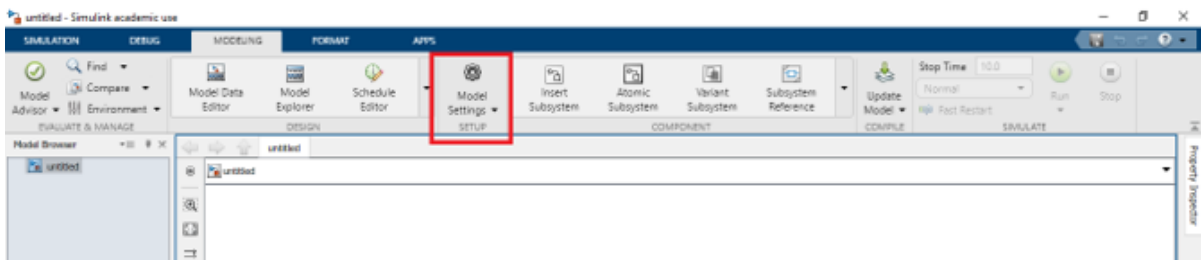 untitled - Simulink academic use
SIMULATION DEBUG MODELING FORMAT APPS
Model Advisor
Find
Compare
Environment
EVALUATE & MANAGE
Model Data Editor
Model Explorer
Schedule Editor
DESIGN
Model Settings
SETUP
Insert Subsystem
Atomic Subsystem
Variant Subsystem
Subsystem Reference
COMPONENT
Update Model
COMPILE
Stop Time 10.0
Normal
Fast Restart
Run
Stop
SIMULATE
Model Browser
untitled
untitled
untitled
Property Inspector